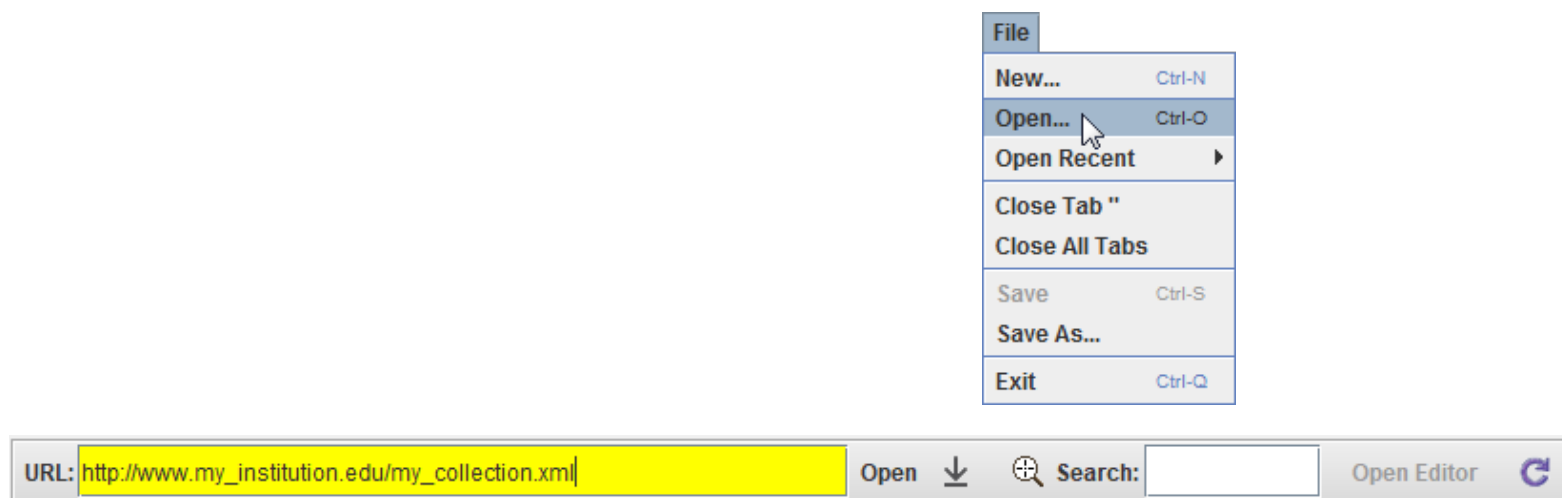 File
New... Ctrl-N
Open... Ctrl-O
Open Recent
Close Tab "
Close All Tabs
Save Ctrl-S
Save As...
Exit Ctrl-Q
URL: http://www.my_institution.edu/my_collection.xml Open Search: Open Editor